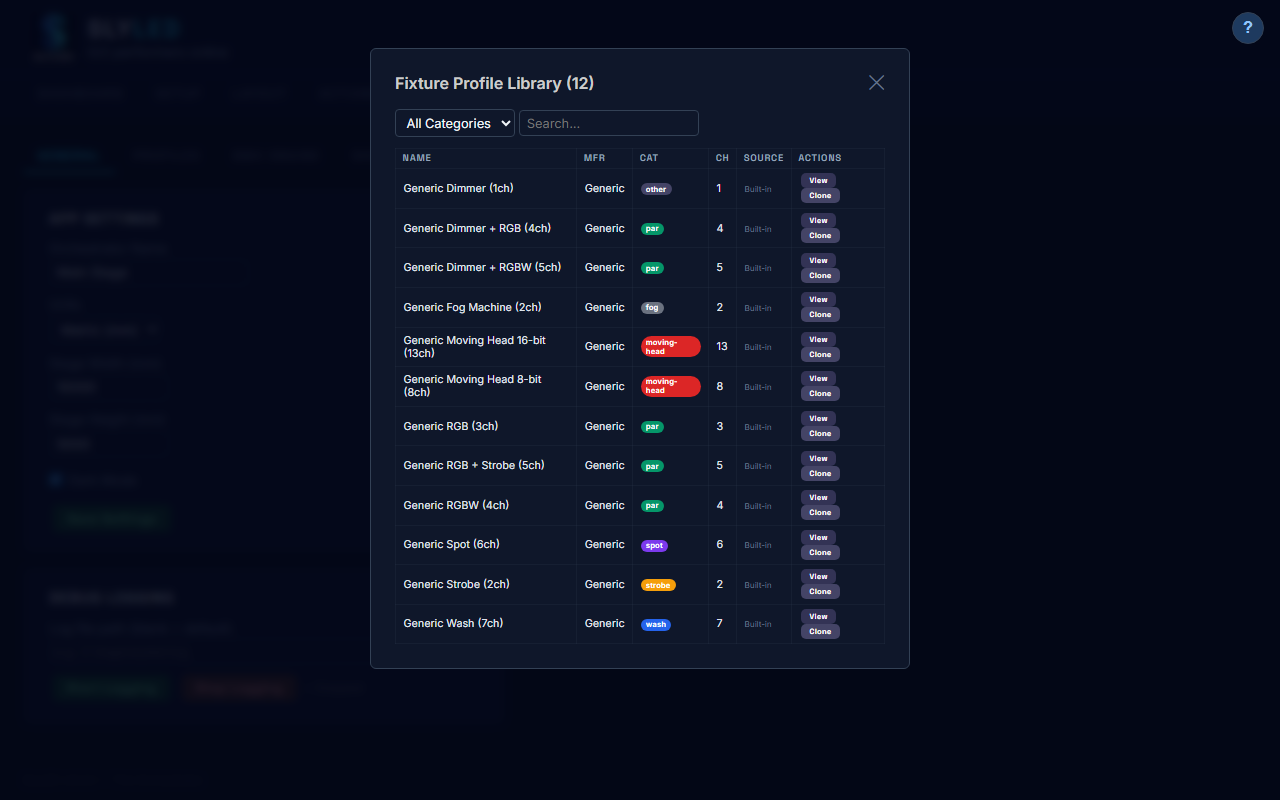 SLYLED
?
Fixture Profile Library (12)
All Categories
Search...
NAME MFR CAT CH SOURCE ACTIONS
Generic Dimmer (1ch) Generic other 1 Built-in View Clone
Generic Dimmer + RGB (4ch) Generic par 4 Built-in View Clone
Generic Dimmer + RGBW (5ch) Generic par 5 Built-in View Clone
Generic Fog Machine (2ch) Generic fog 2 Built-in View Clone
Generic Moving Head 16-bit (13ch) Generic moving-head 13 Built-in View Clone
Generic Moving Head 8-bit (8ch) Generic moving-head 8 Built-in View Clone
Generic RGB (3ch) Generic par 3 Built-in View Clone
Generic RGB + Strobe (5ch) Generic par 5 Built-in View Clone
Generic RGBW (4ch) Generic par 4 Built-in View Clone
Generic Spot (6ch) Generic spot 6 Built-in View Clone
Generic Strobe (2ch) Generic strobe 2 Built-in View Clone
Generic Wash (7ch) Generic wash 7 Built-in View Clone
APP SETTINGS